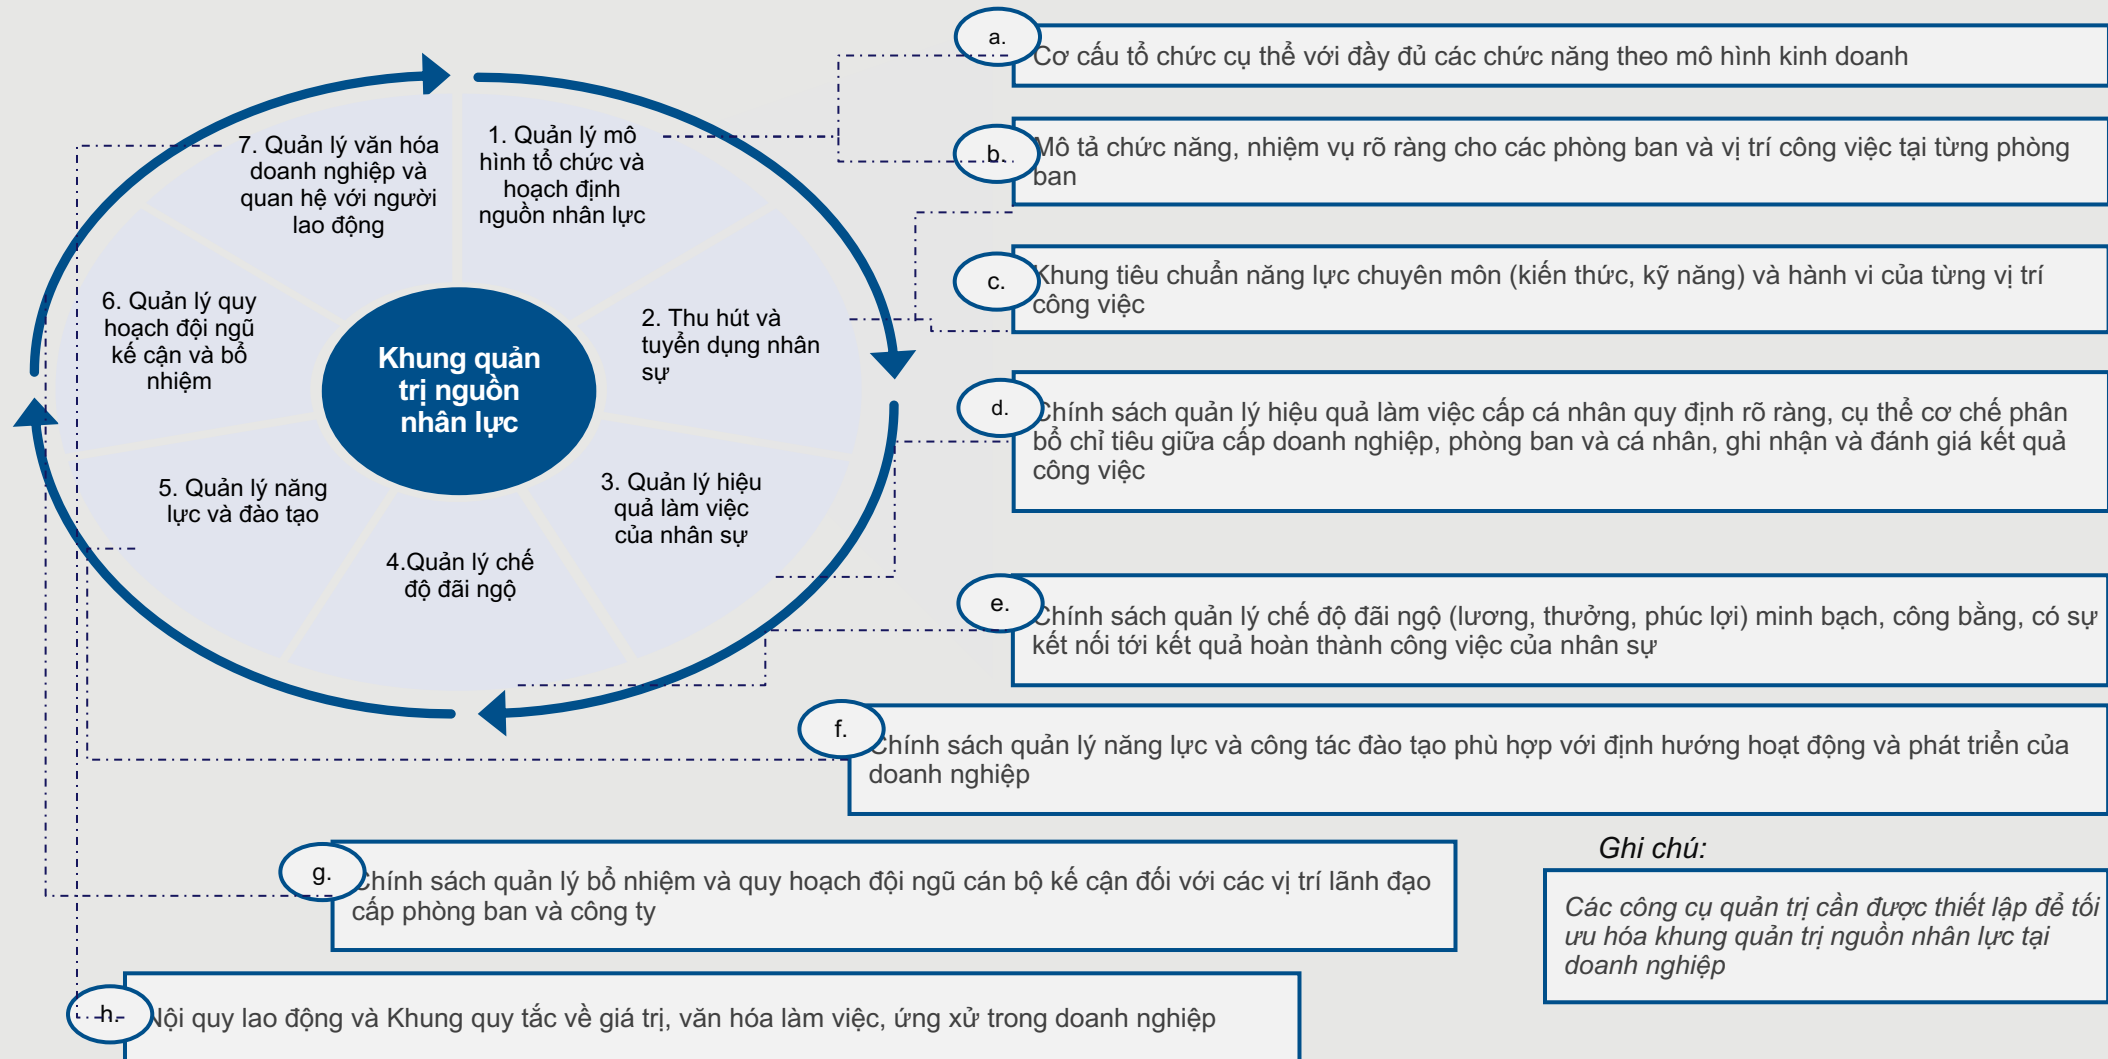 7. Quản lý văn hóa
doanh nghiệp và
quan hệ với người
lao động
1. Quản lý mô
hình tổ chức và
hoạch định
nguồn nhân lực
6. Quản lý quy
hoạch đội ngũ
kế cận và bổ
nhiệm
2. Thu hút và
tuyển dụng nhân
sự
Khung quản
trị nguồn
nhân lực
5. Quản lý năng
lực và đào tạo
3. Quản lý hiệu
quả làm việc
của nhân sự
4.Quản lý chế
độ đãi ngộ
a.
Cơ cấu tổ chức cụ thể với đầy đủ các chức năng theo mô hình kinh doanh
b.
Mô tả chức năng, nhiệm vụ rõ ràng cho các phòng ban và vị trí công việc tại từng phòng
ban
c.
Khung tiêu chuẩn năng lực chuyên môn (kiến thức, kỹ năng) và hành vi của từng vị trí
công việc
d.
Chính sách quản lý hiệu quả làm việc cấp cá nhân quy định rõ ràng, cụ thể cơ chế phân
bổ chỉ tiêu giữa cấp doanh nghiệp, phòng ban và cá nhân, ghi nhận và đánh giá kết quả
công việc
e.
Chính sách quản lý chế độ đãi ngộ (lương, thưởng, phúc lợi) minh bạch, công bằng, có sự
kết nối tới kết quả hoàn thành công việc của nhân sự
f.
Chính sách quản lý năng lực và công tác đào tạo phù hợp với định hướng hoạt động và phát triển của
doanh nghiệp
g.
Chính sách quản lý bổ nhiệm và quy hoạch đội ngũ cán bộ kế cận đối với các vị trí lãnh đạo
cấp phòng ban và công ty
h.
Nội quy lao động và Khung quy tắc về giá trị, văn hóa làm việc, ứng xử trong doanh nghiệp
Ghi chú:
Các công cụ quản trị cần được thiết lập để tối
ưu hóa khung quản trị nguồn nhân lực tại
doanh nghiệp